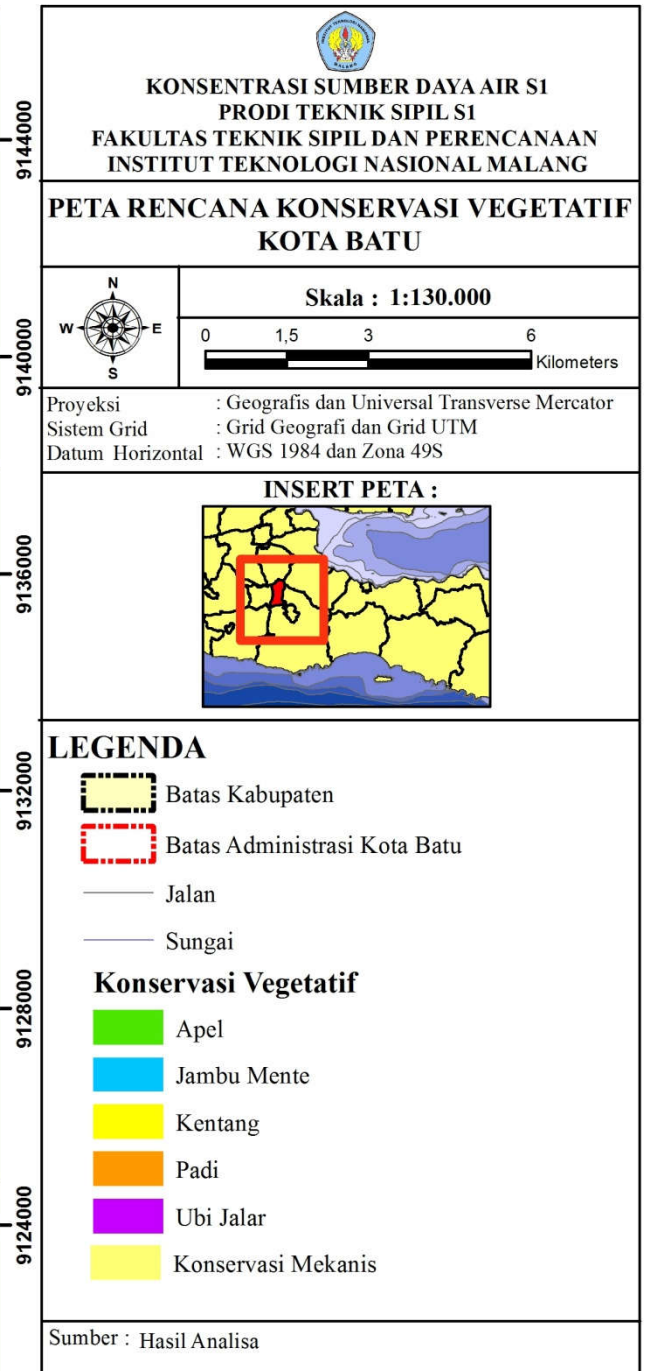 KONSENTRASI SUMBER DAYA AIR S1
PRODI TEKNIK SIPIL S1
FAKULTAS TEKNIK SIPIL DAN PERENCANAAN
INSTITUT TEKNOLOGI NASIONAL MALANG
PETA RENCANA KONSERVASI VEGETATIF
KOTA BATU
N
W E
S
Skala : 1:130.000
0 1,5 3 6
Kilometers
Proyeksi : Geografis dan Universal Transverse Mercator
Sistem Grid : Grid Geografi dan Grid UTM
Datum Horizontal : WGS 1984 dan Zona 49S
INSERT PETA :
LEGENDA
Batas Kabupaten
Batas Administrasi Kota Batu
Jalan
Sungai
Konservasi Vegetatif
Apel
Jambu Mente
Kentang
Padi
Ubi Jalar
Konservasi Mekanis
Sumber : Hasil Analisa
9144000
9140000
9136000
9132000
9128000
9124000